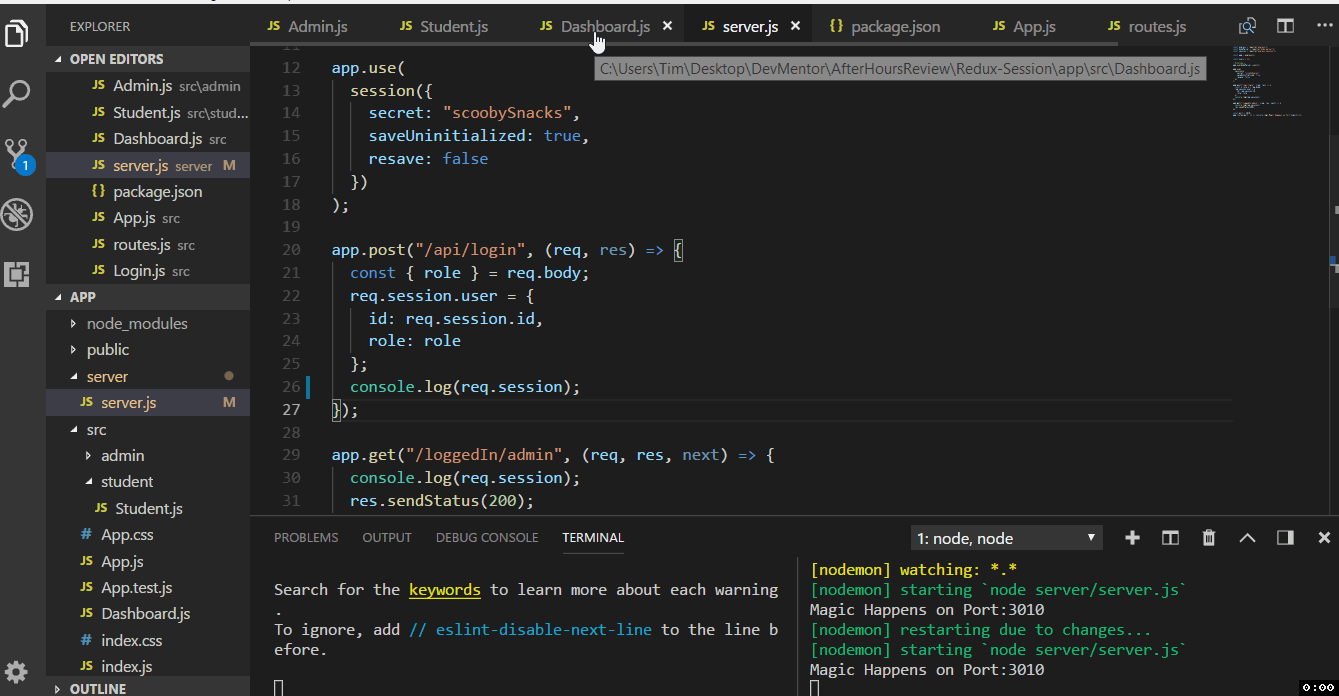 EXPLORER
JS Admin.js
JS Student.js
JS Dashboard.js ×
JS server.js ×
{} package.json
JS App.js
JS routes.js
OPEN EDITORS
JS Admin.js src\admin
JS Student.js src\stud...
JS Dashboard.js src
JS server.js server M
{} package.json
JS App.js src
JS routes.js src
JS Login.js src
1
APP
node_modules
public
server
JS server.js M
src
admin
student
JS Student.js
# App.css
JS App.js
JS App.test.js
JS Dashboard.js
# index.css
JS index.js
OUTLINE
C:\Users\Tim\Desktop\DevMentor\AfterHoursReview\Redux-Session\app\src\Dashboard.js
11
12 app.use(
13 session({
14 secret: "scoobySnacks",
15 saveUninitialized: true,
16 resave: false
17 })
18 );
19
20 app.post("/api/login", (req, res) => {
21 const { role } = req.body;
22 req.session.user = {
23 id: req.session.id,
24 role: role
25 };
26 console.log(req.session);
27 });
28
29 app.get("/loggedIn/admin", (req, res, next) => {
30 console.log(req.session);
31 res.sendStatus(200);
PROBLEMS OUTPUT DEBUG CONSOLE TERMINAL
1: node, node
Search for the keywords to learn more about each warning
.
To ignore, add // eslint-disable-next-line to the line b
efore.
[nodemon] watching: *.*
[nodemon] starting `node server/server.js`
Magic Happens on Port:3010
[nodemon] restarting due to changes...
[nodemon] starting `node server/server.js`
Magic Happens on Port:3010
0:00